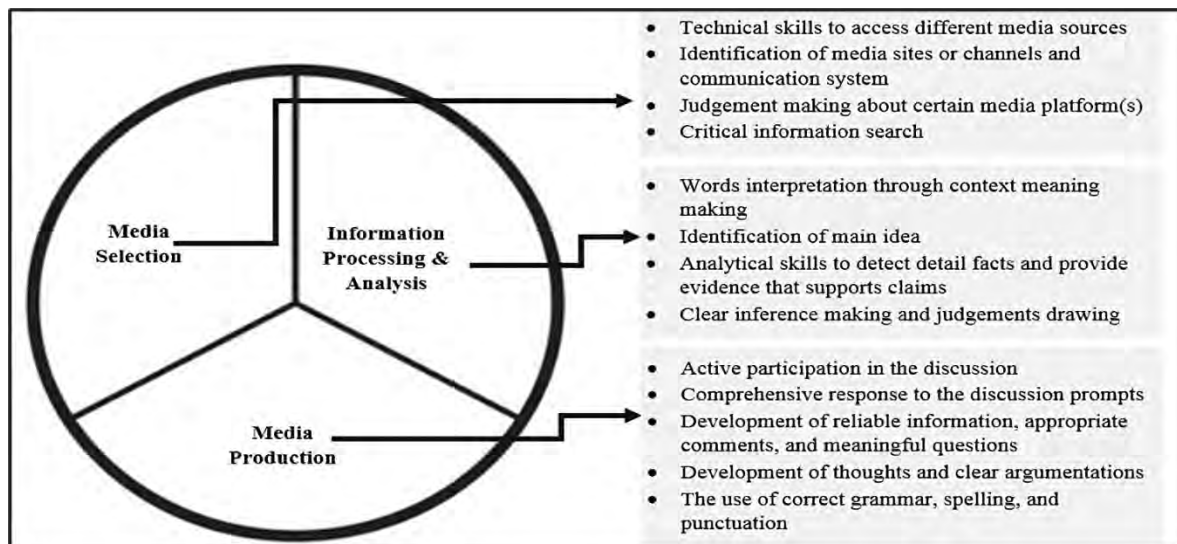 Media
Selection
Information
Processing &
Analysis
Media
Production
• Technical skills to access different media sources
• Identification of media sites or channels and
communication system
• Judgement making about certain media platform(s)
• Critical information search
• Words interpretation through context meaning
making
• Identification of main idea
• Analytical skills to detect detail facts and provide
evidence that supports claims
• Clear inference making and judgements drawing
• Active participation in the discussion
• Comprehensive response to the discussion prompts
• Development of reliable information, appropriate
comments, and meaningful questions
• Development of thoughts and clear argumentations
• The use of correct grammar, spelling, and
punctuation